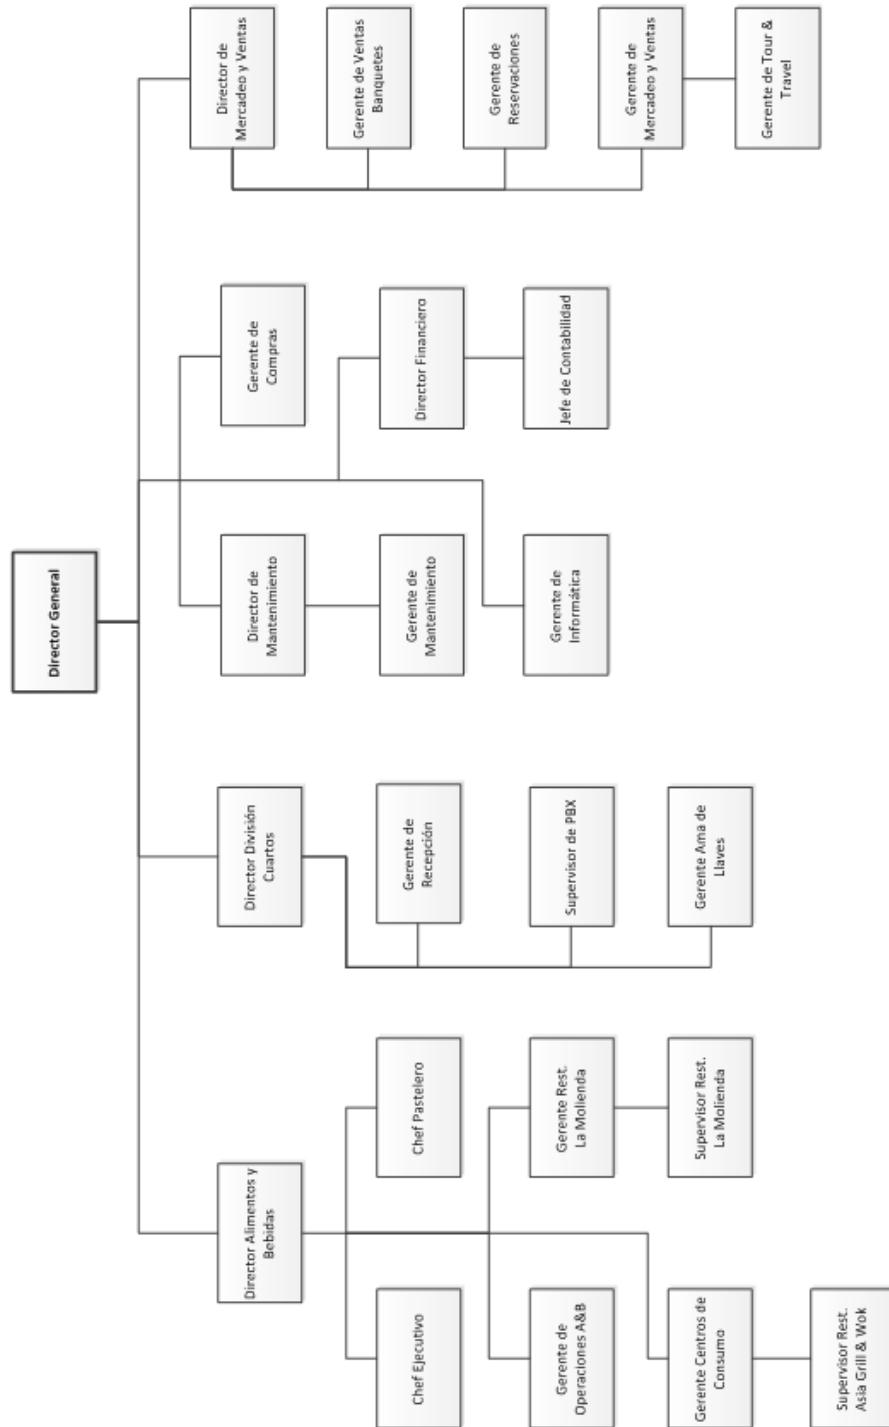 Director General
Director Alimentos y
Bebidas
Director División
Cuartos
Director de
Mantenimiento
Gerente de
Compras
Director de
Mercadeo y Ventas
Chef Ejecutivo
Chef Pastelero
Gerente de
Recepción
Gerente de
Mantenimiento
Director Financiero
Gerente de Ventas
Banquetes
Gerente de
Operaciones A&B
Gerente Rest.
La Molienda
Supervisor de PBX
Gerente de
Informática
Jefe de Contabilidad
Gerente de
Reservaciones
Gerente Centros de
Consumo
Supervisor Rest.
La Molienda
Gerente Ama de
Llaves
Gerente de
Mercadeo y Ventas
Supervisor Rest.
Asia Grill & Wok
Gerente de Tour &
Travel